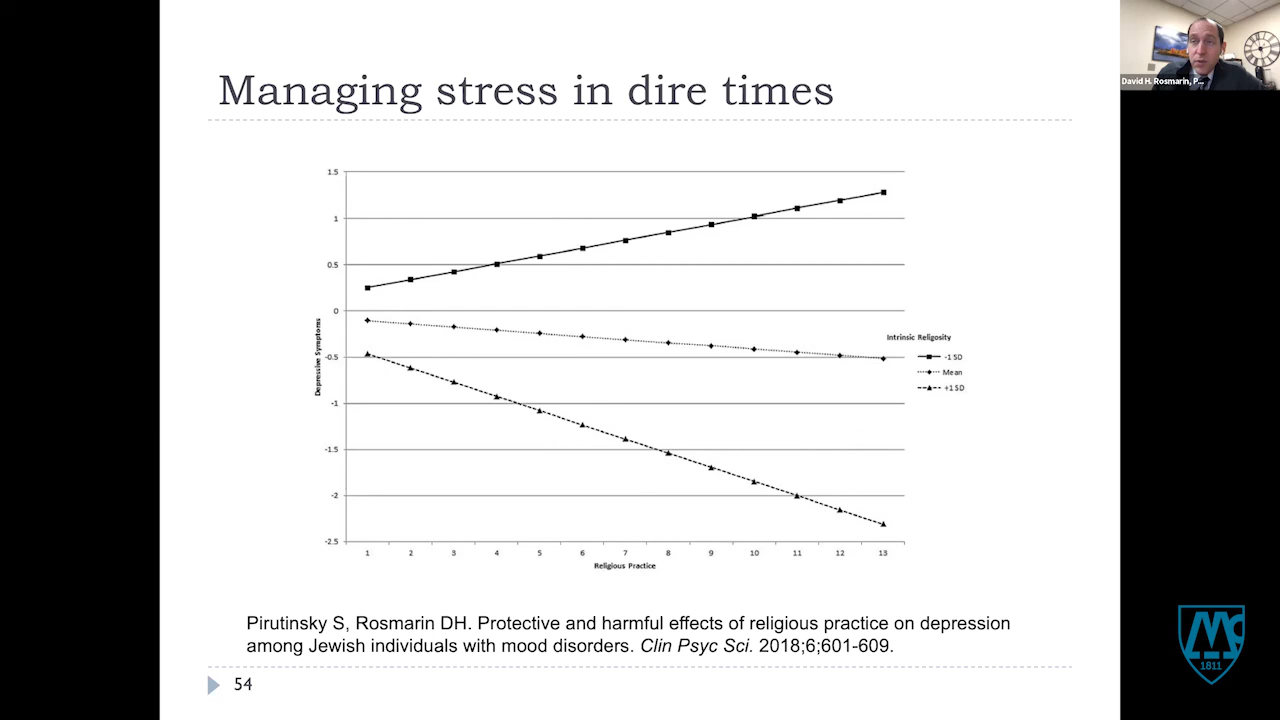 Managing stress in dire times
David H. Rosmarin, P...
1.5
1
0.5
0
-0.5
-1
-1.5
-2
-2.5
Depressive Symptoms
1 2 3 4 5 6 7 8 9 10 11 12 13
Religious Practice
Intrinsic Religosity
-1 SD
Mean
+1 SD
Pirutinsky S, Rosmarin DH. Protective and harmful effects of religious practice on depression
among Jewish individuals with mood disorders. Clin Psyc Sci. 2018;6;601-609.
54
Mc
1811